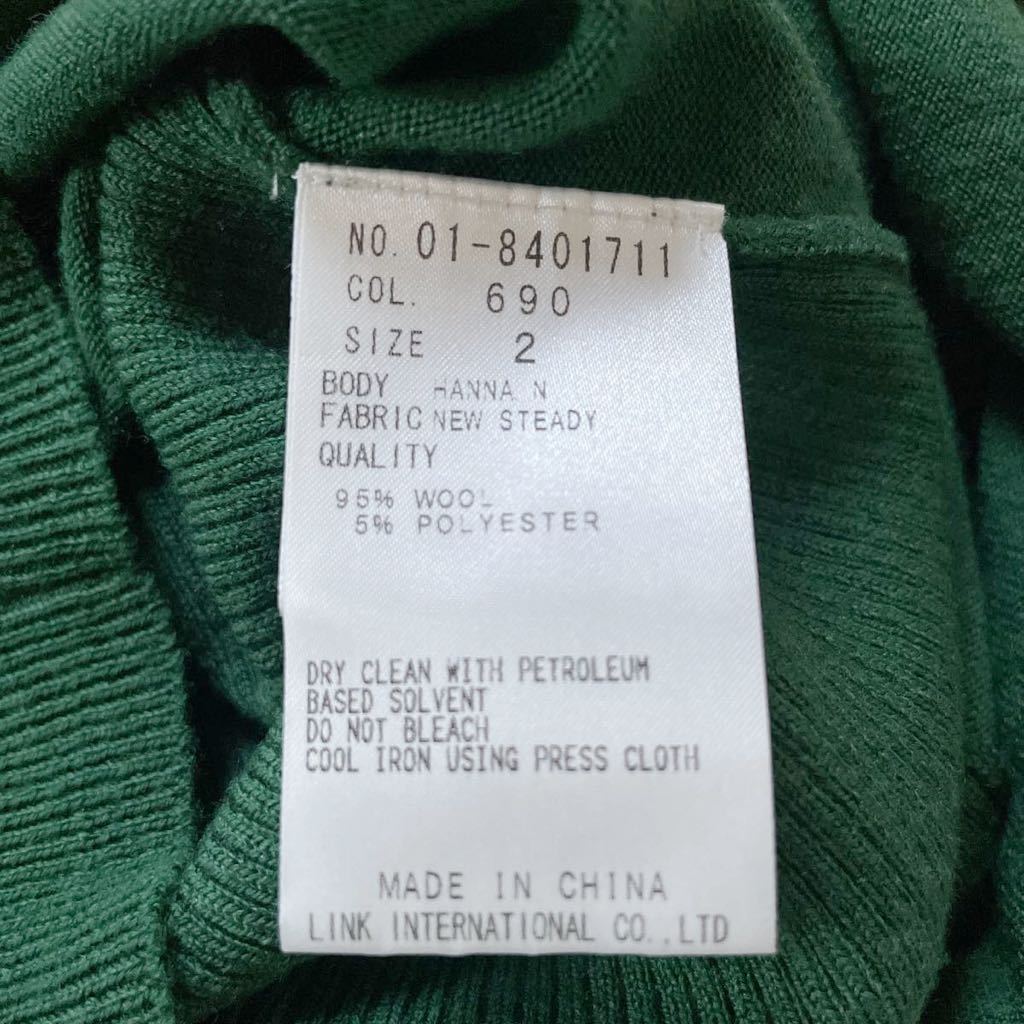 NO. 01-8401711
COL. 690
SIZE 2
BODY HANNA N
FABRIC NEW STEADY
QUALITY
95% WOOL
5% POLYESTER
DRY CLEAN WITH PETROLEUM
BASED SOLVENT
DO NOT BLEACH
COOL IRON USING PRESS CLOTH
MADE IN CHINA
LINK INTERNATIONAL CO.,LTD